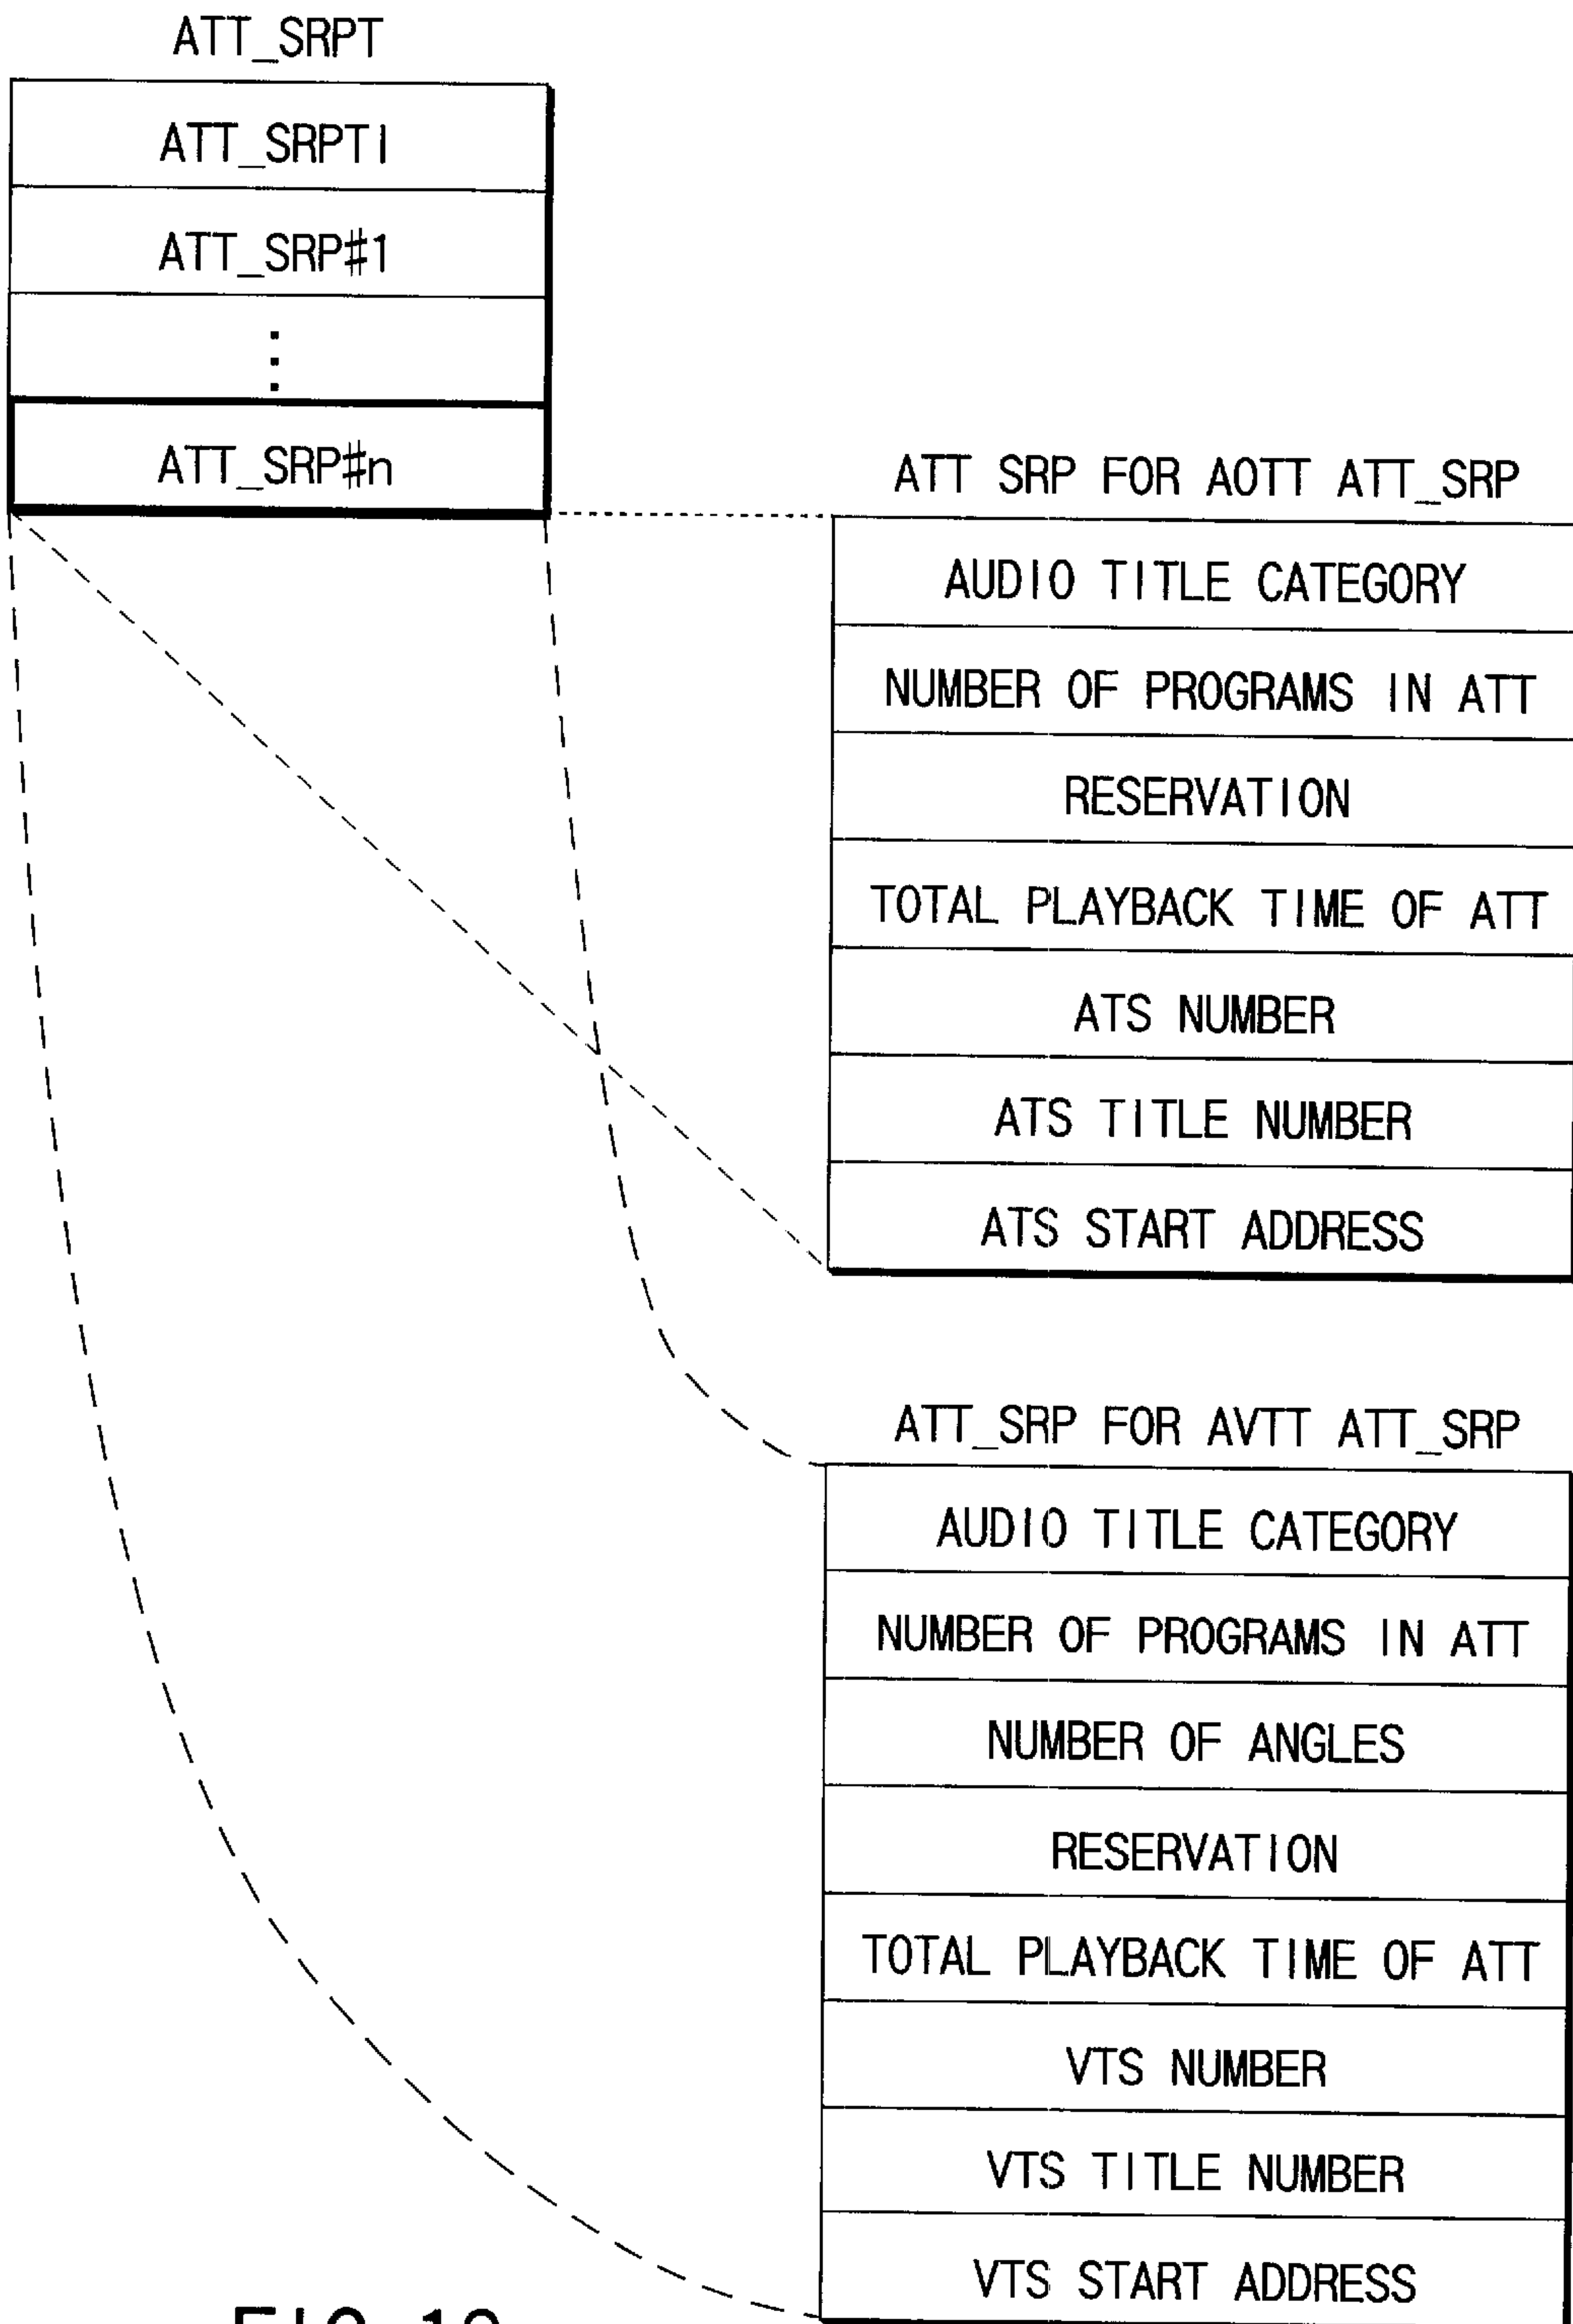 ATT_SRPT
ATT_SRPTI
ATT_SRP#1
⋮
ATT_SRP#n
ATT SRP FOR AOTT ATT_SRP
AUDIO TITLE CATEGORY
NUMBER OF PROGRAMS IN ATT
RESERVATION
TOTAL PLAYBACK TIME OF ATT
ATS NUMBER
ATS TITLE NUMBER
ATS START ADDRESS
ATT_SRP FOR AVTT ATT_SRP
AUDIO TITLE CATEGORY
NUMBER OF PROGRAMS IN ATT
NUMBER OF ANGLES
RESERVATION
TOTAL PLAYBACK TIME OF ATT
VTS NUMBER
VTS TITLE NUMBER
VTS START ADDRESS